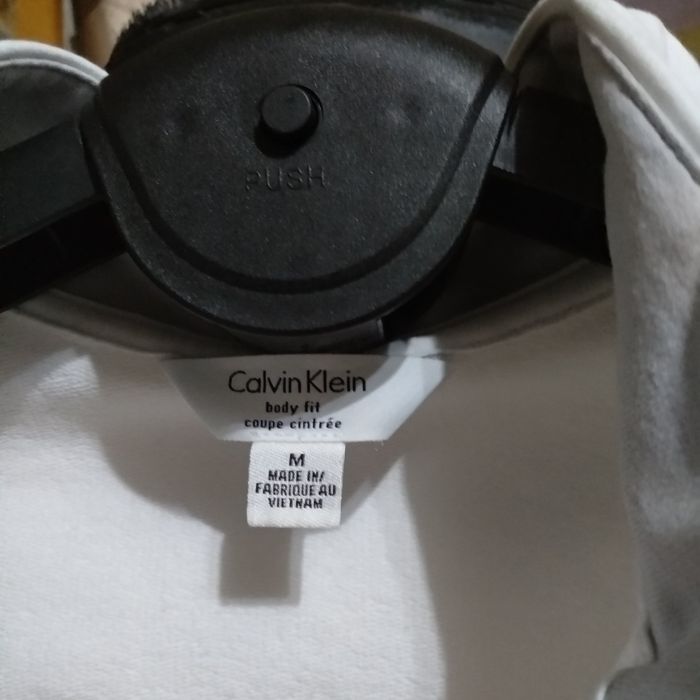 PUSH
Calvin Klein
body fit
coupe cintrée
M
MADE IN/
FABRIQUE AU
VIETNAM